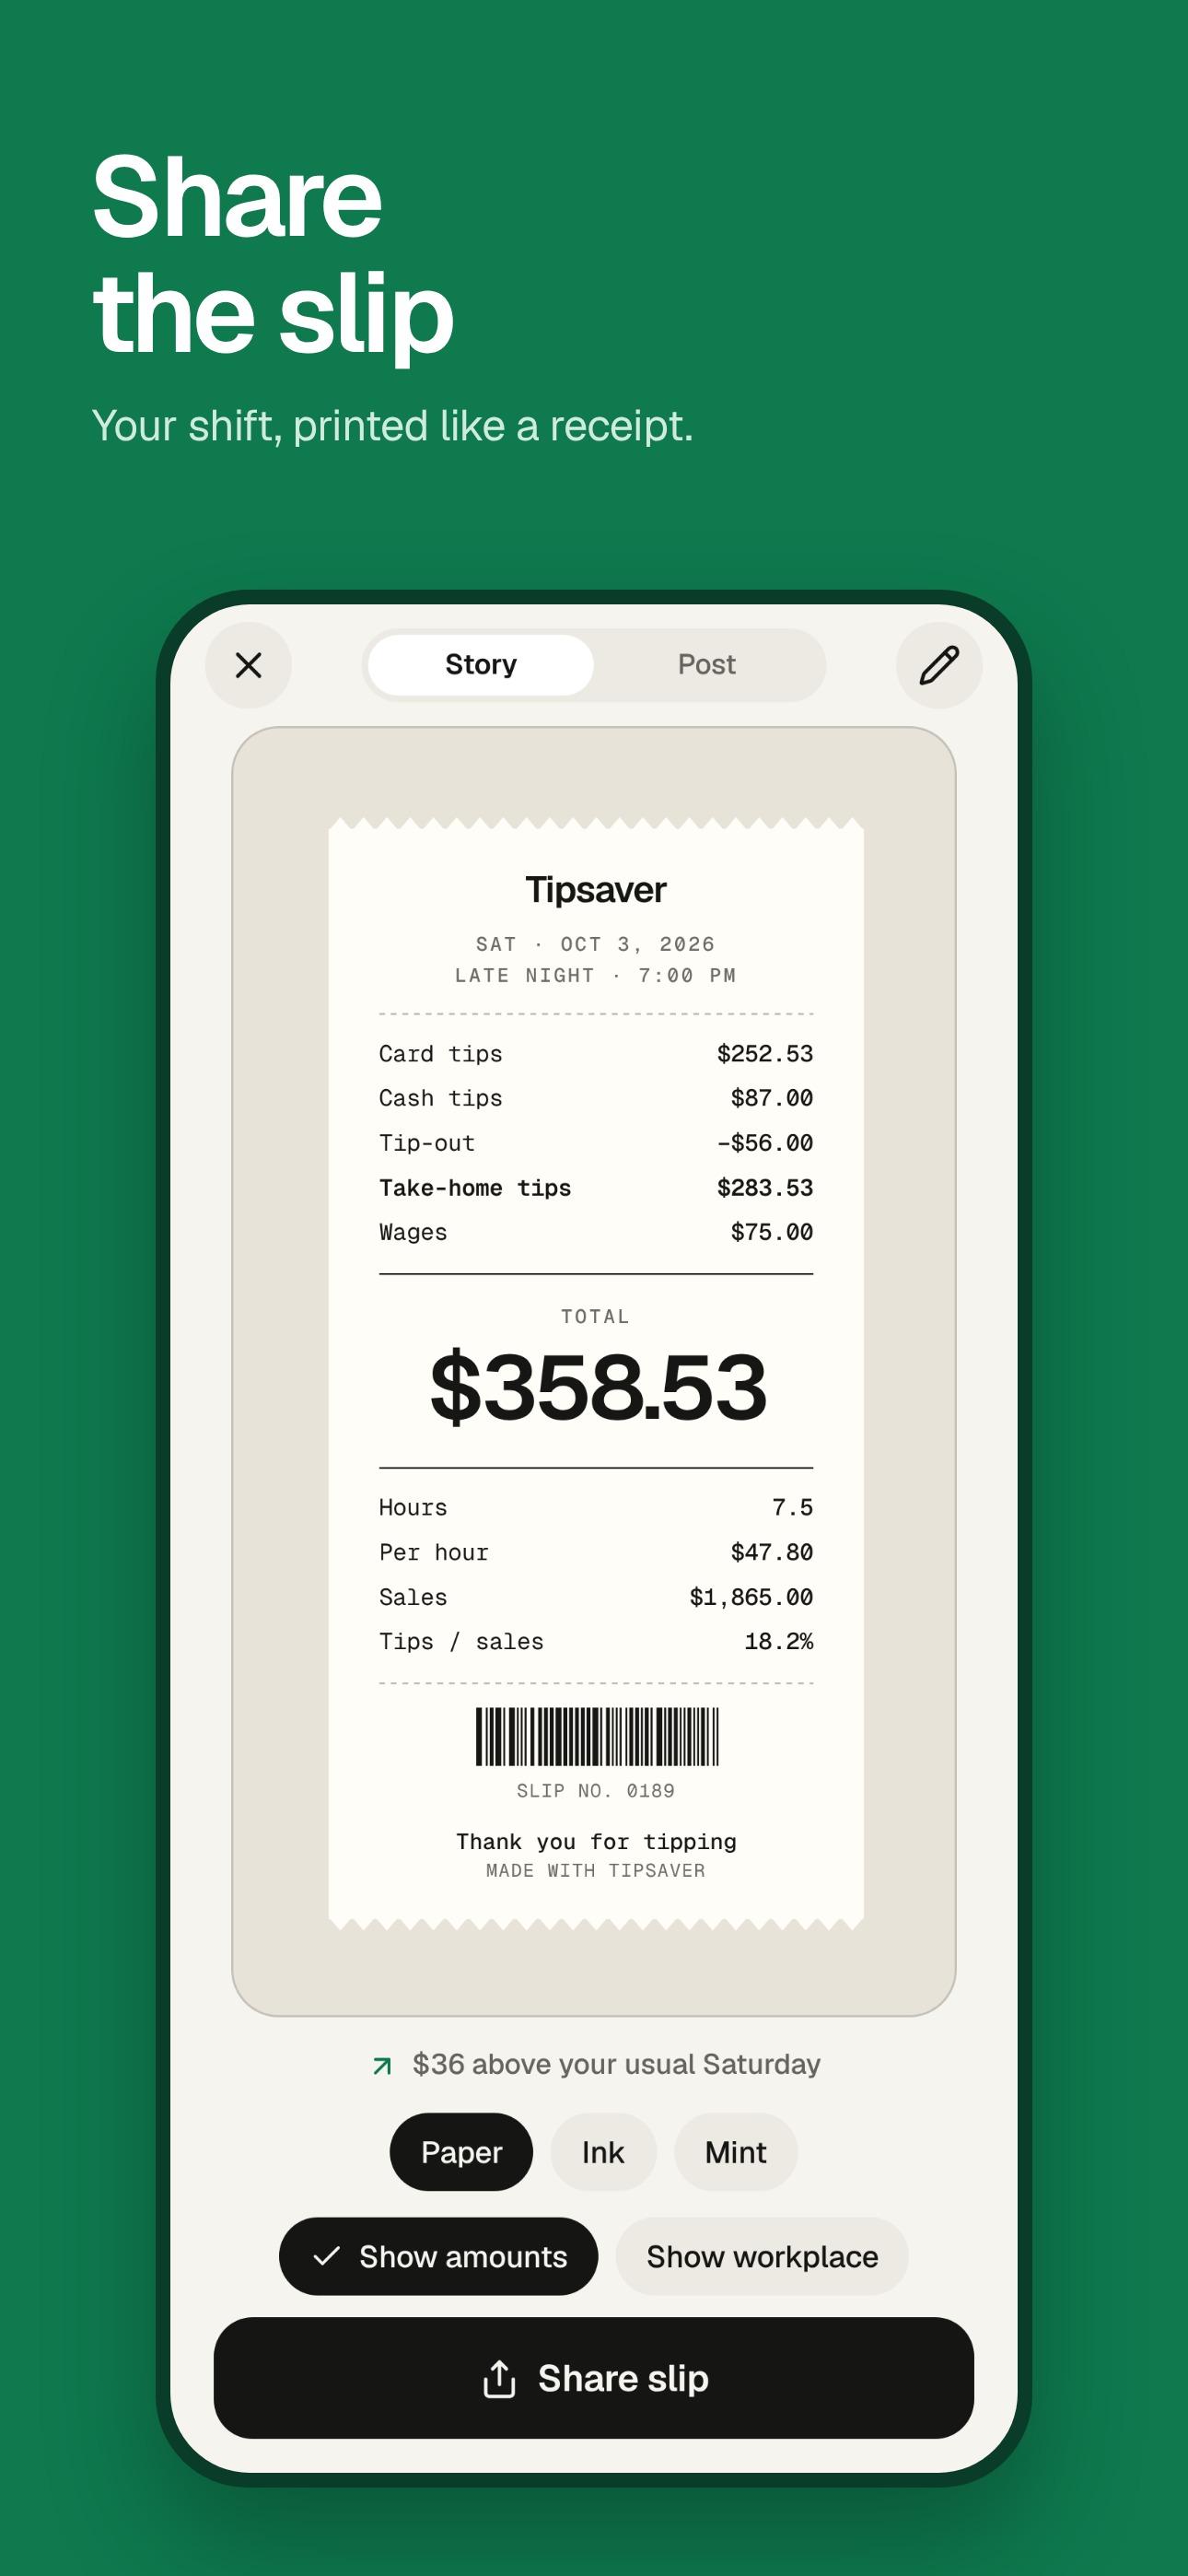 Share
the slip
Your shift, printed like a receipt.
Story Post
Tipsaver
SAT · OCT 3, 2026
LATE NIGHT · 7:00 PM
Card tips $252.53
Cash tips $87.00
Tip-out −$56.00
Take-home tips $283.53
Wages $75.00
TOTAL
$358.53
Hours 7.5
Per hour $47.80
Sales $1,865.00
Tips / sales 18.2%
SLIP NO. 0189
Thank you for tipping
MADE WITH TIPSAVER
$36 above your usual Saturday
Paper Ink Mint
Show amounts Show workplace
Share slip